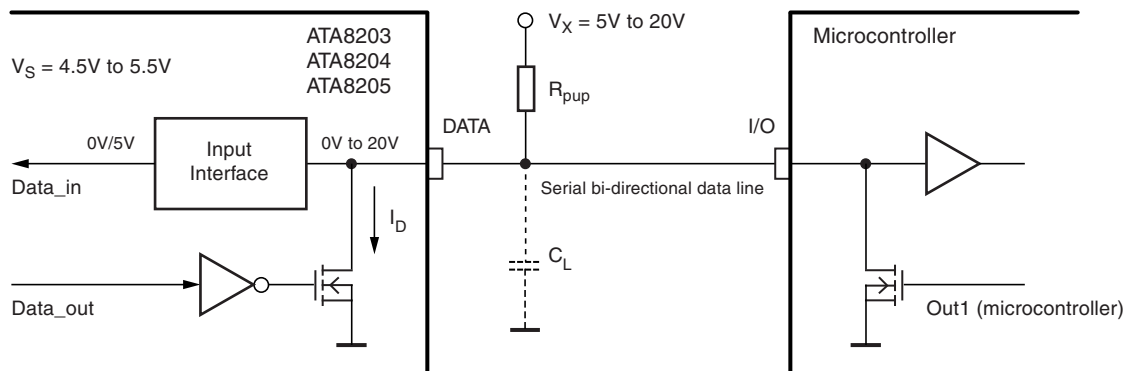 ATA8203
ATA8204
ATA8205
V_S = 4.5V to 5.5V
V_X = 5V to 20V
Microcontroller
R_pup
DATA
I/O
0V/5V
Input
Interface
0V to 20V
Data_in
Serial bi-directional data line
I_D
C_L
Data_out
Out1 (microcontroller)